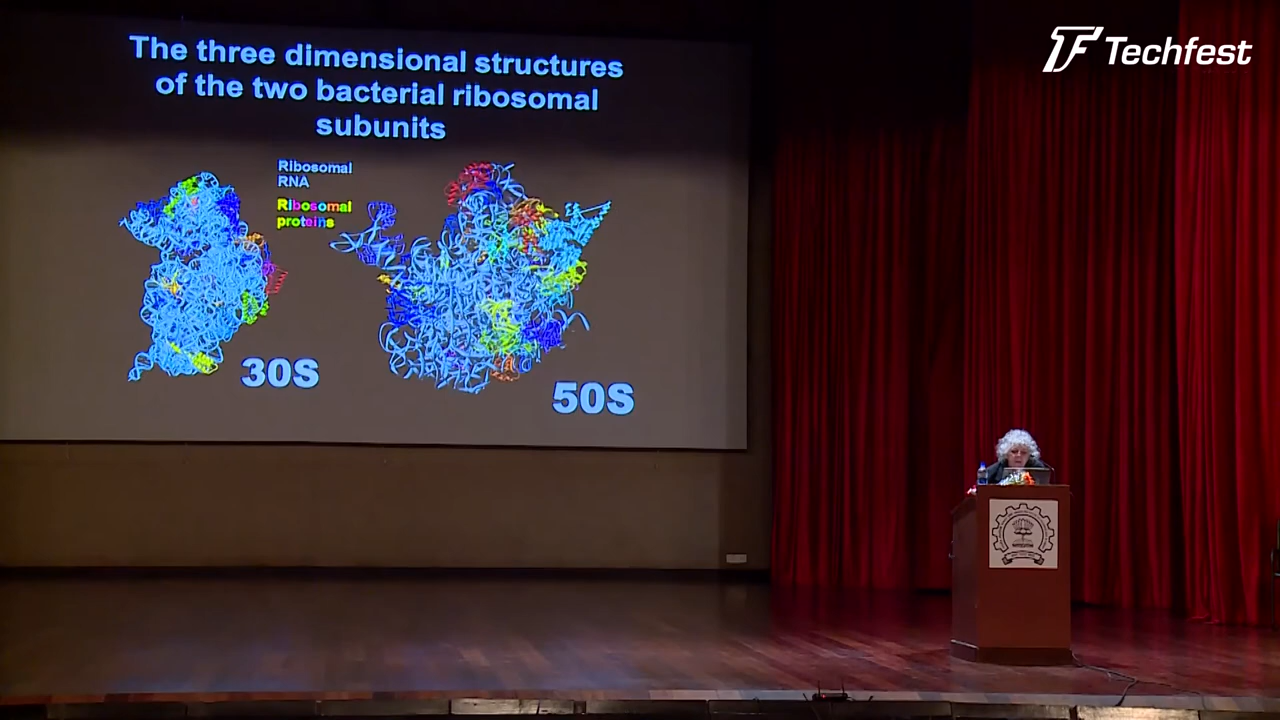 The three dimensional structures
of the two bacterial ribosomal
subunits
Ribosomal
RNA
Ribosomal
proteins
30S
50S
Techfest